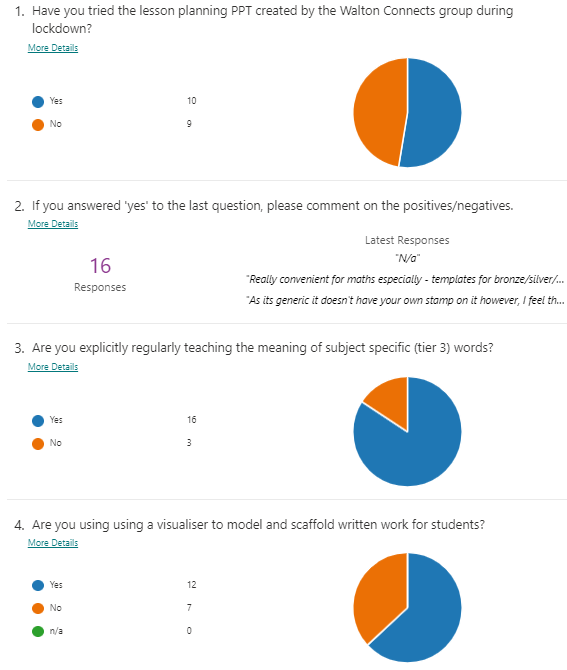 1. Have you tried the lesson planning PPT created by the Walton Connects group during
lockdown?
More Details
Yes 10
No 9
2. If you answered 'yes' to the last question, please comment on the positives/negatives.
More Details
16
Responses
Latest Responses
"N/a"
"Really convenient for maths especially - templates for bronze/silver/...
"As its generic it doesn't have your own stamp on it however, I feel th...
3. Are you explicitly regularly teaching the meaning of subject specific (tier 3) words?
More Details
Yes 16
No 3
4. Are you using using a visualiser to model and scaffold written work for students?
More Details
Yes 12
No 7
n/a 0